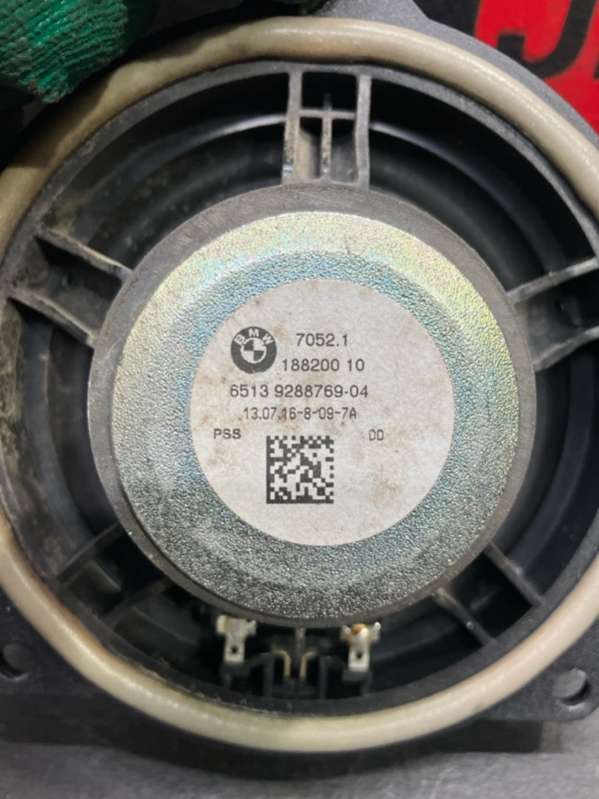 BMW
7052.1
188200 10
6513 9288769-04
13.07.16-8-09-7A
PSS DD